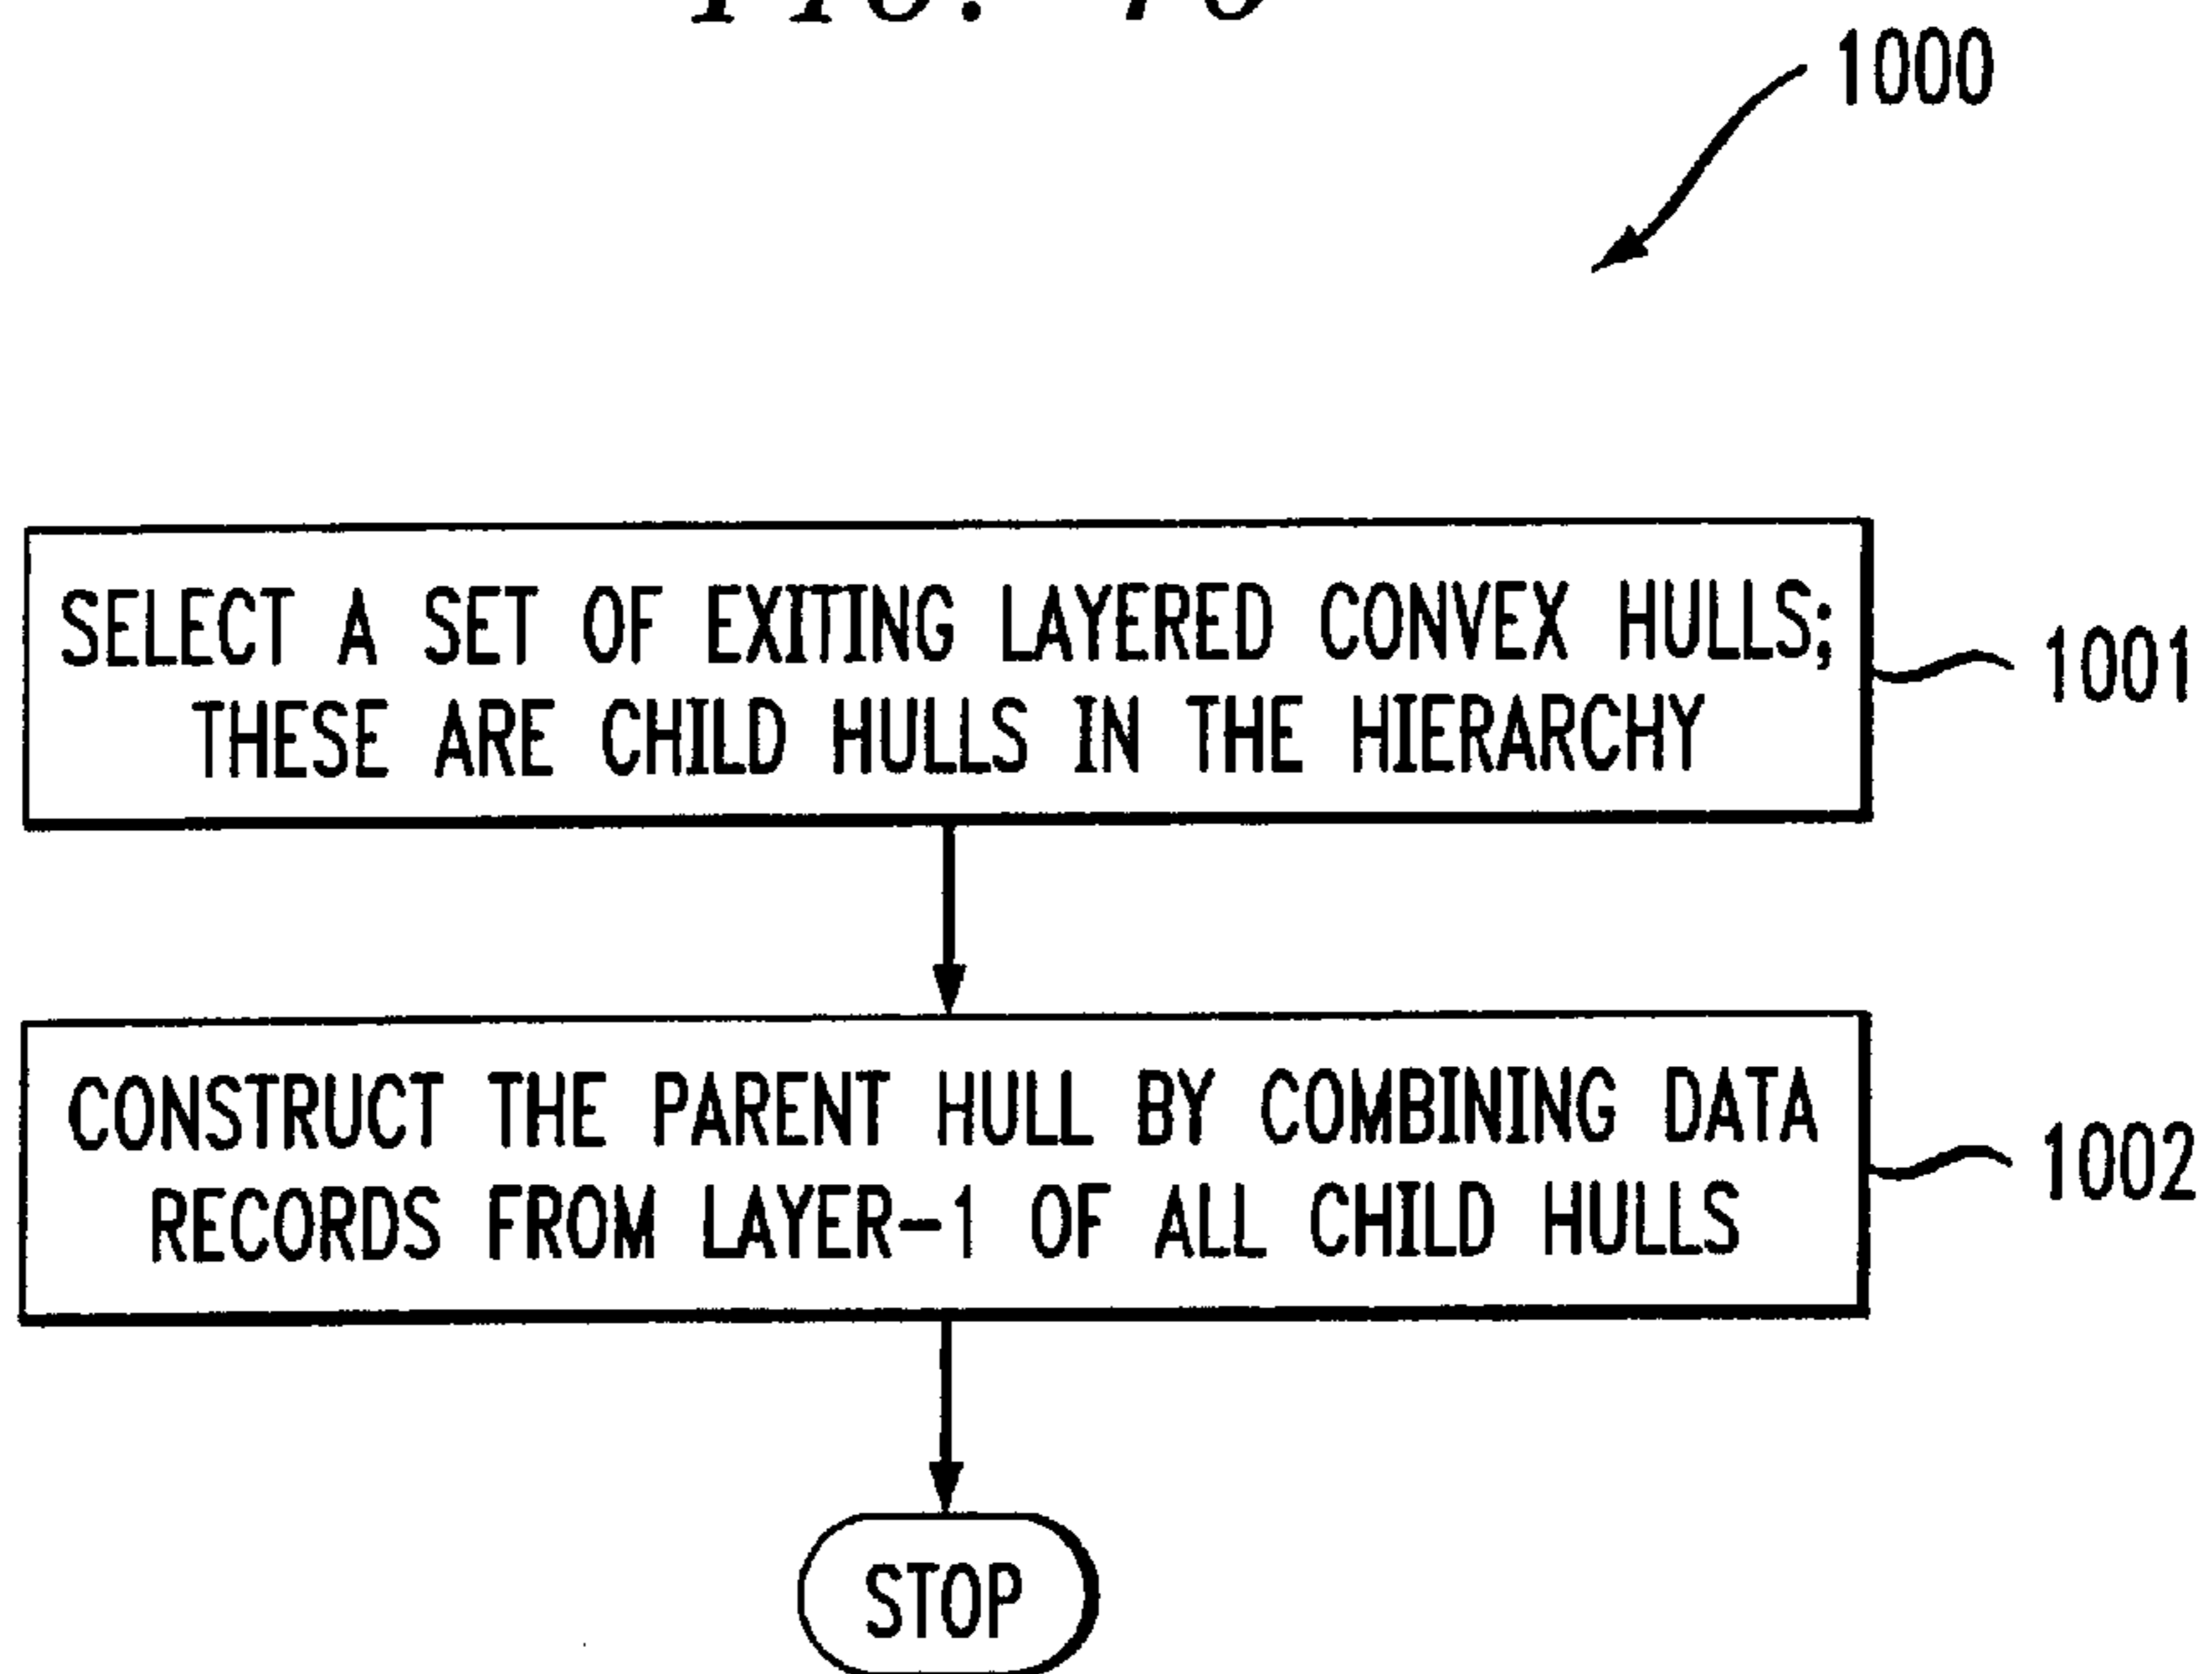 1000
SELECT A SET OF EXITING LAYERED CONVEX HULLS;
THESE ARE CHILD HULLS IN THE HIERARCHY
1001
CONSTRUCT THE PARENT HULL BY COMBINING DATA
RECORDS FROM LAYER-1 OF ALL CHILD HULLS
1002
STOP